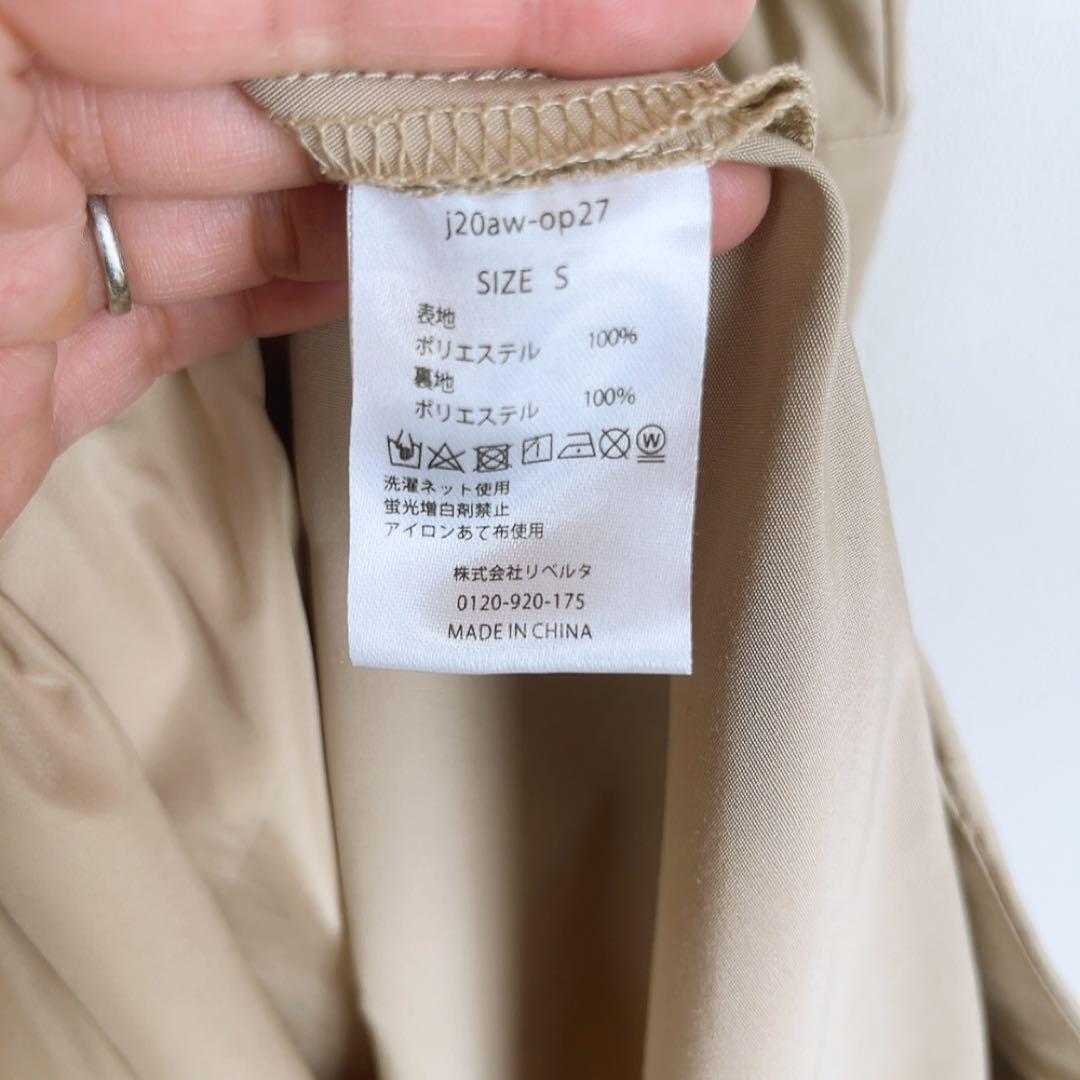 j20aw-op27
SIZE S
表地
ポリエステル 100%
裏地
ポリエステル 100%
W
洗濯ネット使用
蛍光増白剤禁止
アイロンあて布使用
株式会社リベルタ
0120-920-175
MADE IN CHINA